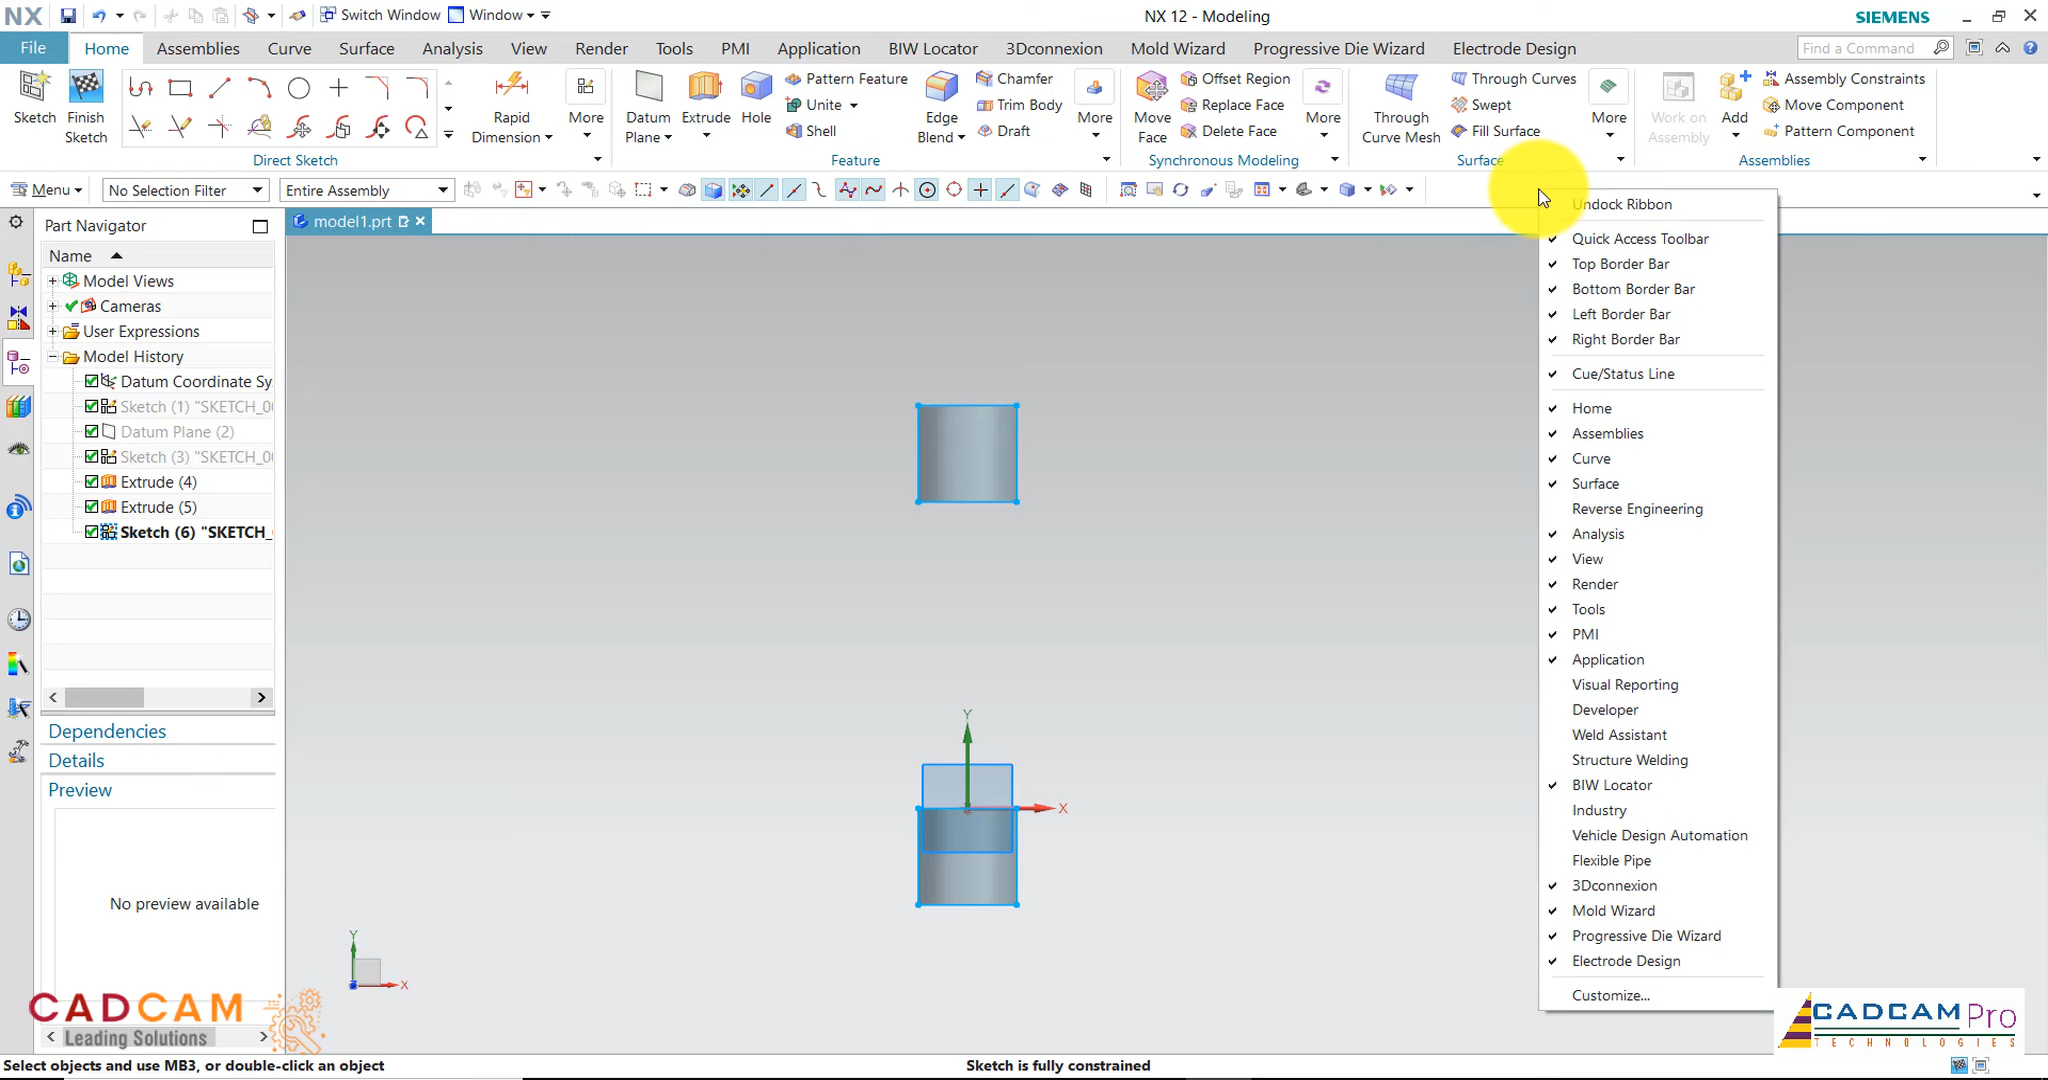 NX
Switch Window
Window
NX 12 - Modeling
SIEMENS
File
Home
Assemblies
Curve
Surface
Analysis
View
Render
Tools
PMI
Application
BIW Locator
3Dconnexion
Mold Wizard
Progressive Die Wizard
Electrode Design
Find a Command
Sketch
Finish
Sketch
Direct Sketch
Rapid
Dimension
More
Datum
Plane
Extrude
Hole
Pattern Feature
Unite
Shell
Edge
Blend
Chamfer
Trim Body
Draft
More
Feature
Move
Face
Offset Region
Replace Face
Delete Face
More
Synchronous Modeling
Through
Curve Mesh
Through Curves
Swept
Fill Surface
More
Surface
Work on
Assembly
Add
Assembly Constraints
Move Component
Pattern Component
Assemblies
Menu
No Selection Filter
Entire Assembly
Part Navigator
model1.prt
Name
Model Views
Cameras
User Expressions
Model History
Datum Coordinate Sy
Sketch (1) "SKETCH_0
Datum Plane (2)
Sketch (3) "SKETCH_0
Extrude (4)
Extrude (5)
Sketch (6) "SKETCH_
Dependencies
Details
Preview
No preview available
Y
X
Y
X
Undock Ribbon
Quick Access Toolbar
Top Border Bar
Bottom Border Bar
Left Border Bar
Right Border Bar
Cue/Status Line
Home
Assemblies
Curve
Surface
Reverse Engineering
Analysis
View
Render
Tools
PMI
Application
Visual Reporting
Developer
Weld Assistant
Structure Welding
BIW Locator
Industry
Vehicle Design Automation
Flexible Pipe
3Dconnexion
Mold Wizard
Progressive Die Wizard
Electrode Design
Customize...
CADCAM
Leading Solutions
CADCAM Pro
TECHNOLOGIES
Select objects and use MB3, or double-click an object
Sketch is fully constrained